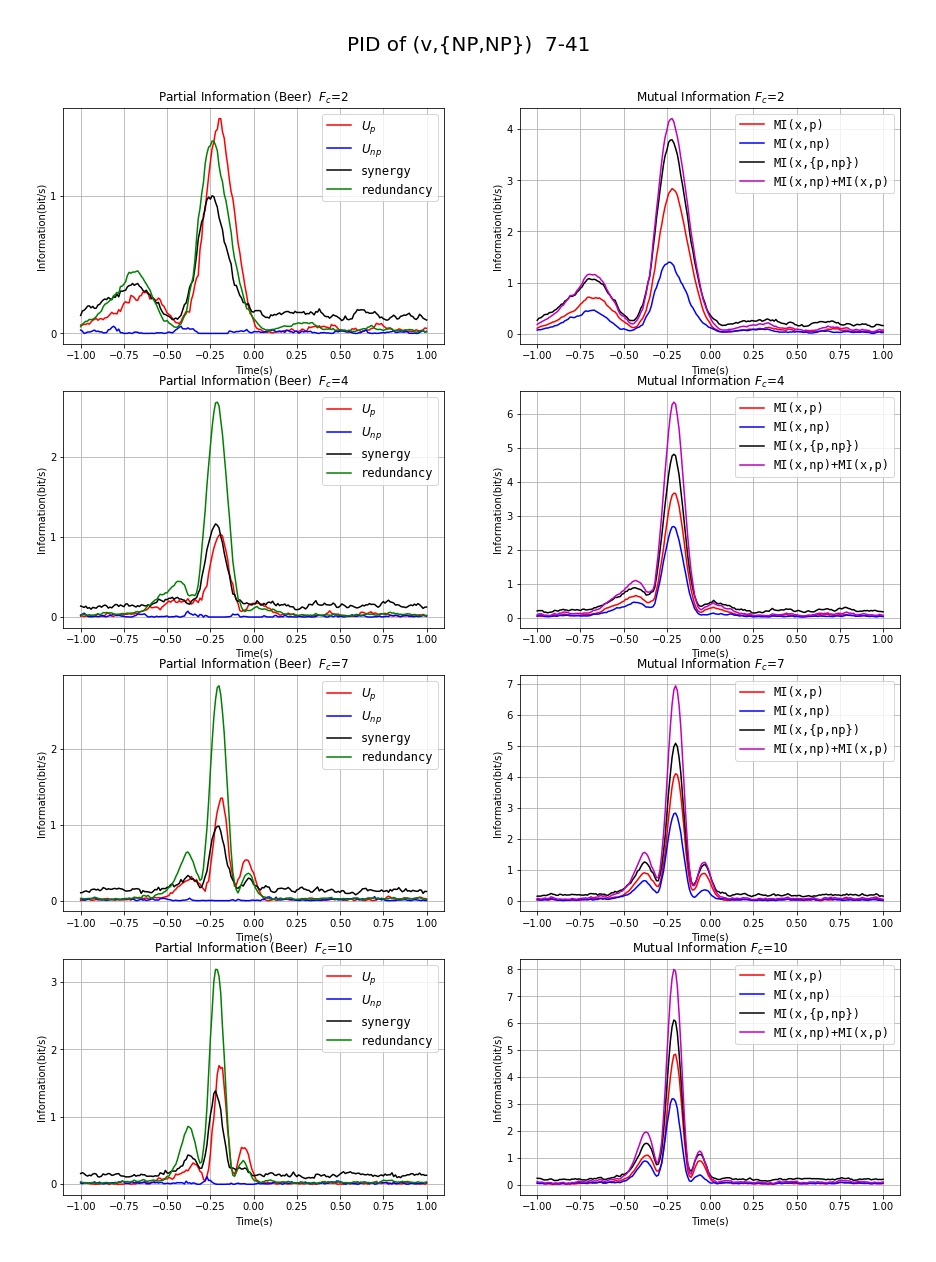 PID of (v,{NP,NP})  7-41
Partial Information (Beer)  F_c=2
Information(bit/s)
1
0
U_p
U_np
synergy
redundancy
−1.00 −0.75 −0.50 −0.25 0.00 0.25 0.50 0.75 1.00
Time(s)
Mutual Information F_c=2
Information(bit/s)
4
3
2
1
0
MI(x,p)
MI(x,np)
MI(x,{p,np})
MI(x,np)+MI(x,p)
−1.00 −0.75 −0.50 −0.25 0.00 0.25 0.50 0.75 1.00
Time(s)
Partial Information (Beer)  F_c=4
Information(bit/s)
2
1
0
U_p
U_np
synergy
redundancy
−1.00 −0.75 −0.50 −0.25 0.00 0.25 0.50 0.75 1.00
Time(s)
Mutual Information F_c=4
Information(bit/s)
6
5
4
3
2
1
0
MI(x,p)
MI(x,np)
MI(x,{p,np})
MI(x,np)+MI(x,p)
−1.00 −0.75 −0.50 −0.25 0.00 0.25 0.50 0.75 1.00
Time(s)
Partial Information (Beer)  F_c=7
Information(bit/s)
2
1
0
U_p
U_np
synergy
redundancy
−1.00 −0.75 −0.50 −0.25 0.00 0.25 0.50 0.75 1.00
Time(s)
Mutual Information F_c=7
Information(bit/s)
7
6
5
4
3
2
1
0
MI(x,p)
MI(x,np)
MI(x,{p,np})
MI(x,np)+MI(x,p)
−1.00 −0.75 −0.50 −0.25 0.00 0.25 0.50 0.75 1.00
Time(s)
Partial Information (Beer)  F_c=10
Information(bit/s)
3
2
1
0
U_p
U_np
synergy
redundancy
−1.00 −0.75 −0.50 −0.25 0.00 0.25 0.50 0.75 1.00
Time(s)
Mutual Information F_c=10
Information(bit/s)
8
7
6
5
4
3
2
1
0
MI(x,p)
MI(x,np)
MI(x,{p,np})
MI(x,np)+MI(x,p)
−1.00 −0.75 −0.50 −0.25 0.00 0.25 0.50 0.75 1.00
Time(s)